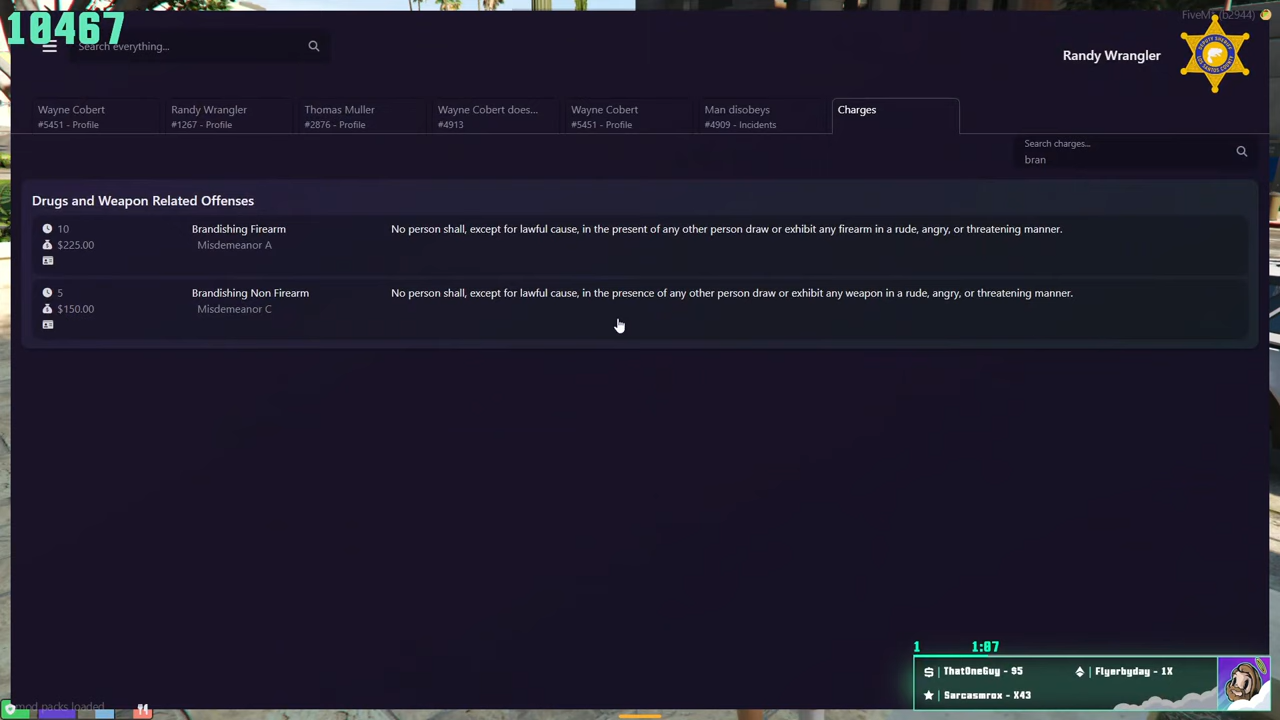 10467
Search everything...
FiveM
(b2944)
Randy Wrangler
Wayne Cobert
#5451 - Profile
Randy Wrangler
#1267 - Profile
Thomas Muller
#2876 - Profile
Wayne Cobert does...
#4913
Wayne Cobert
#5451 - Profile
Man disobeys
#4909 - Incidents
Charges
Search charges...
bran
Drugs and Weapon Related Offenses
10
Brandishing Firearm
No person shall, except for lawful cause, in the present of any other person draw or exhibit any firearm in a rude, angry, or threatening manner.
$225.00
Misdemeanor A
5
Brandishing Non Firearm
No person shall, except for lawful cause, in the presence of any other person draw or exhibit any weapon in a rude, angry, or threatening manner.
$150.00
Misdemeanor C
1
1:07
ThatOneGuy - 95
Flyerbyday - 1X
Sarcasmrox - X43
mod packs loaded